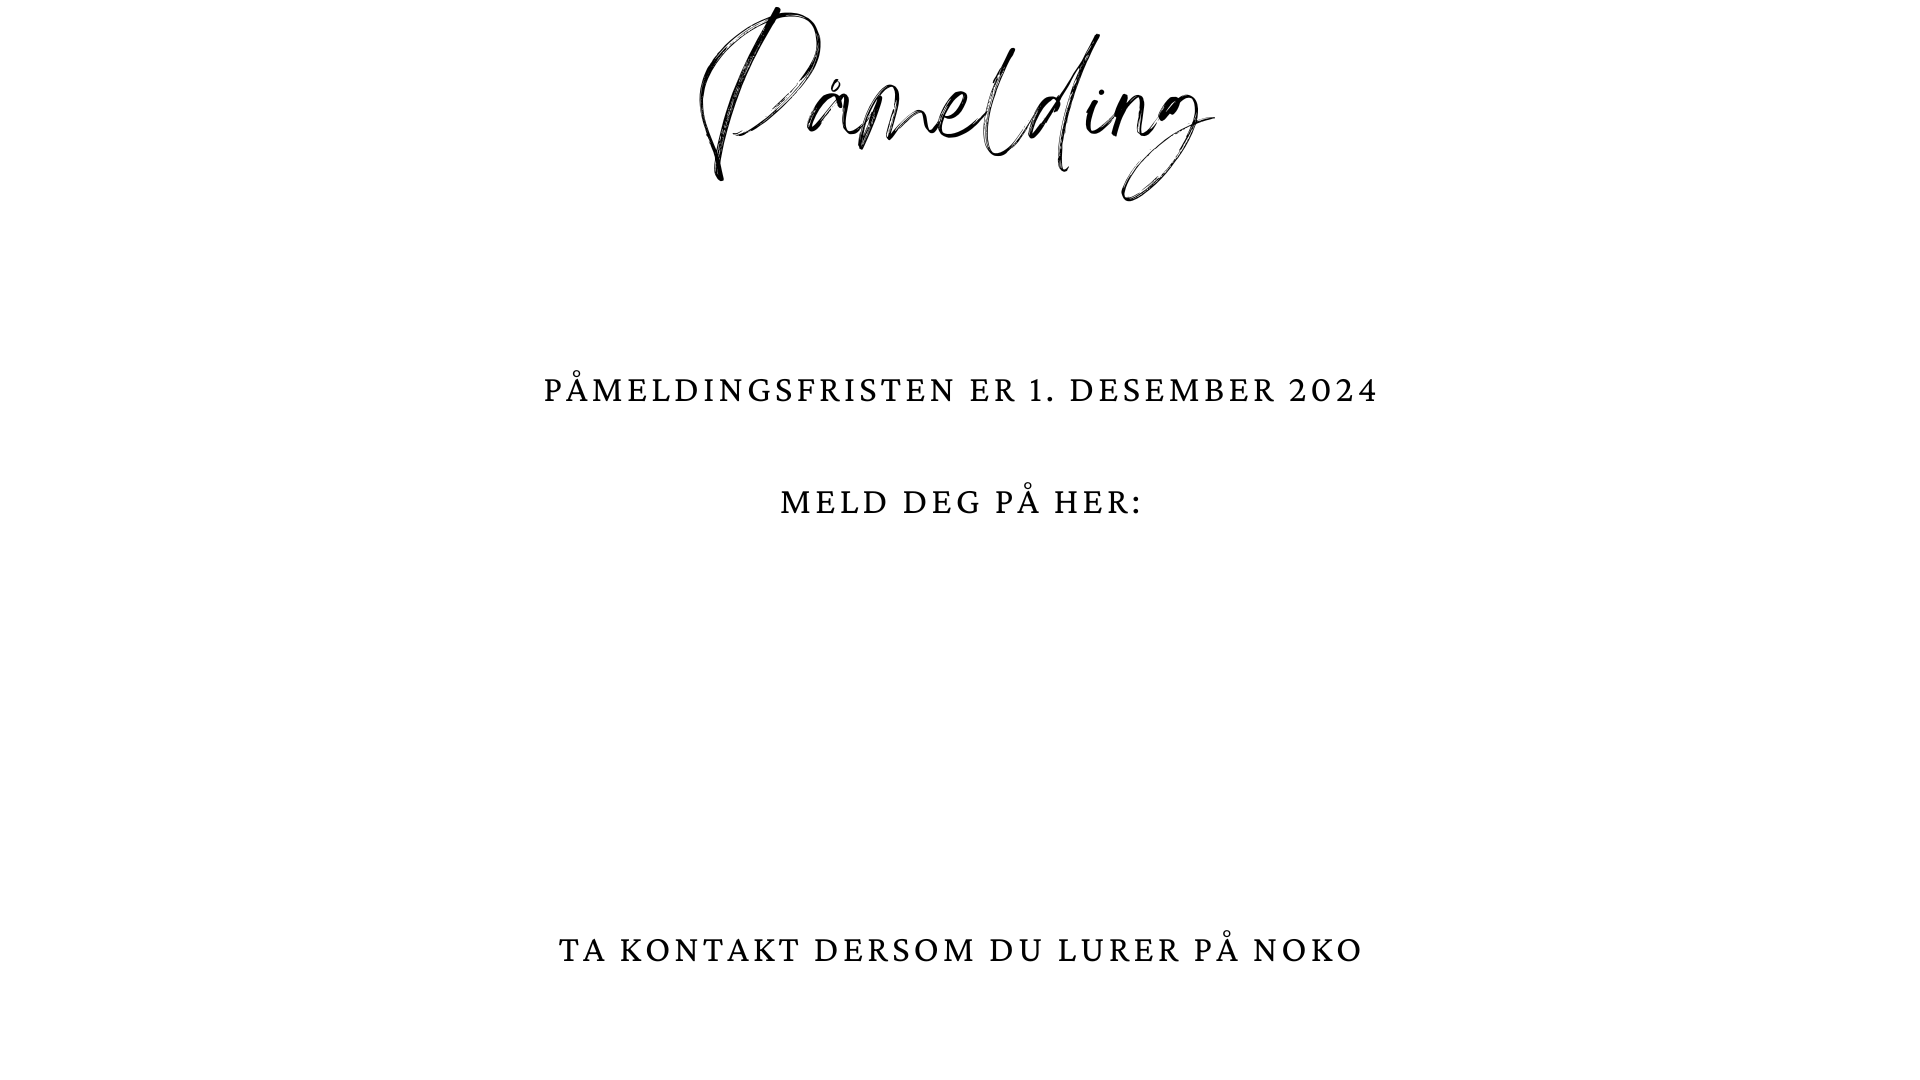 Påmelding
PÅMELDINGSFRISTEN ER 1. DESEMBER 2024
MELD DEG PÅ HER:
TA KONTAKT DERSOM DU LURER PÅ NOKO